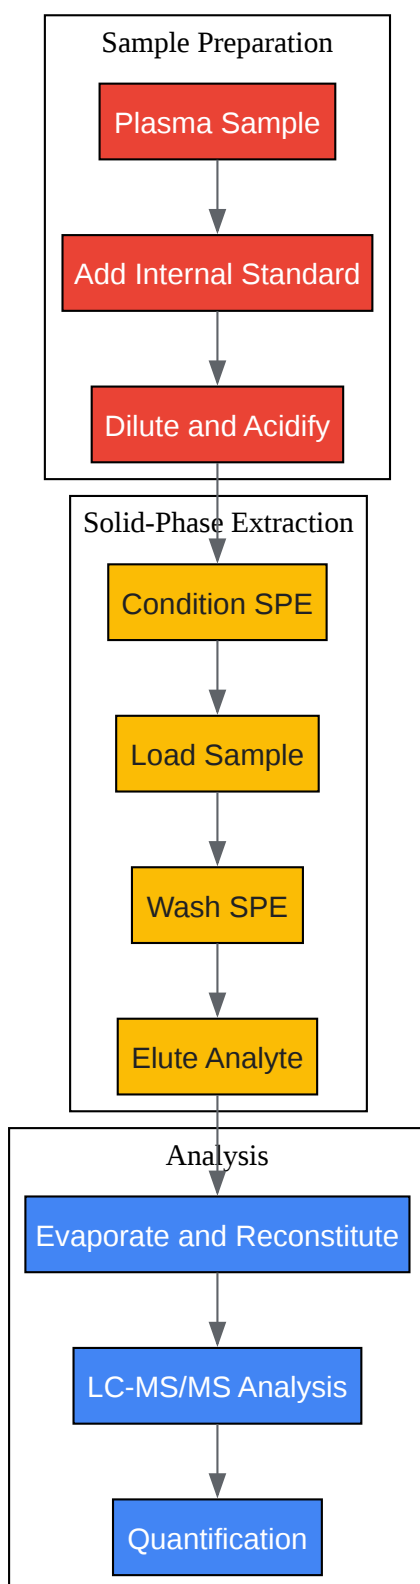 Sample Preparation
Plasma Sample
Add Internal Standard
Dilute and Acidify
Solid-Phase Extraction
Condition SPE
Load Sample
Wash SPE
Elute Analyte
Analysis
Evaporate and Reconstitute
LC-MS/MS Analysis
Quantification